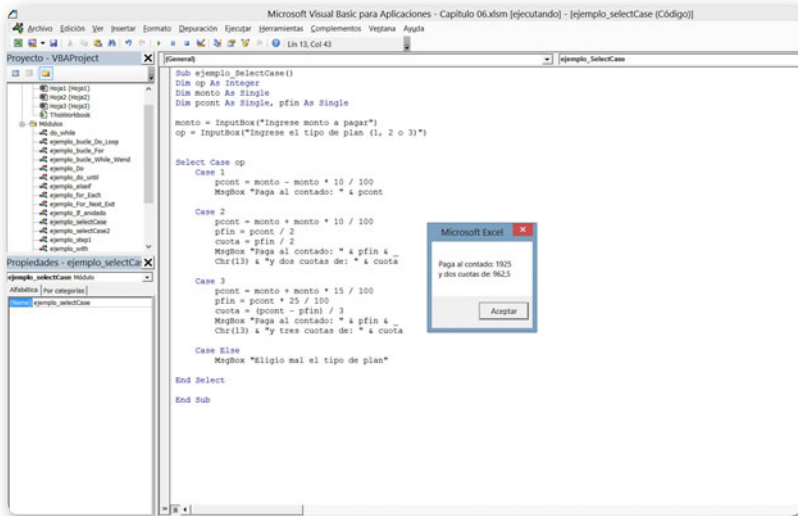 Microsoft Visual Basic para Aplicaciones - Capitulo 06.xlsm [ejecutando] - [ejemplo_selectCase (Código)]
Archivo Edición Ver Insertar Formato Depuración Ejecutar Herramientas Complementos Ventana Ayuda
Lín 13, Col 43
Proyecto - VBAProject
Hoja1 (Hoja1)
Hoja2 (Hoja2)
Hoja3 (Hoja3)
ThisWorkbook
Módulos
do_while
ejemplo_bucle_Do_Loop
ejemplo_bucle_For
ejemplo_bucle_While_Wend
ejemplo_Do
ejemplo_do_until
ejemplo_elseif
ejemplo_for_Each
ejemplo_For_Next_Exit
ejemplo_If_anidado
ejemplo_selectCase
ejemplo_selectCase2
ejemplo_step1
ejemplo_with
Propiedades - ejemplo_selectCas
ejemplo_selectCase Módulo
Alfabética Por categorías
(Name) ejemplo_selectCase
(General)
ejemplo_SelectCase
Sub ejemplo_SelectCase()
Dim op As Integer
Dim monto As Single
Dim pcont As Single, pfin As Single
monto = InputBox("Ingrese monto a pagar")
op = InputBox("Ingrese el tipo de plan (1, 2 o 3)")
Select Case op
Case 1
pcont = monto - monto * 10 / 100
MsgBox "Paga al contado: " & pcont
Case 2
pcont = monto + monto * 10 / 100
pfin = pcont / 2
cuota = pfin / 2
MsgBox "Paga al contado: " & pfin & _
Chr(13) & "y dos cuotas de: " & cuota
Case 3
pcont = monto + monto * 15 / 100
pfin = pcont * 25 / 100
cuota = (pcont - pfin) / 3
MsgBox "Paga al contado: " & pfin & _
Chr(13) & "y tres cuotas de: " & cuota
Case Else
MsgBox "Eligio mal el tipo de plan"
End Select
End Sub
Microsoft Excel
Paga al contado: 1925
y dos cuotas de: 962,5
Aceptar